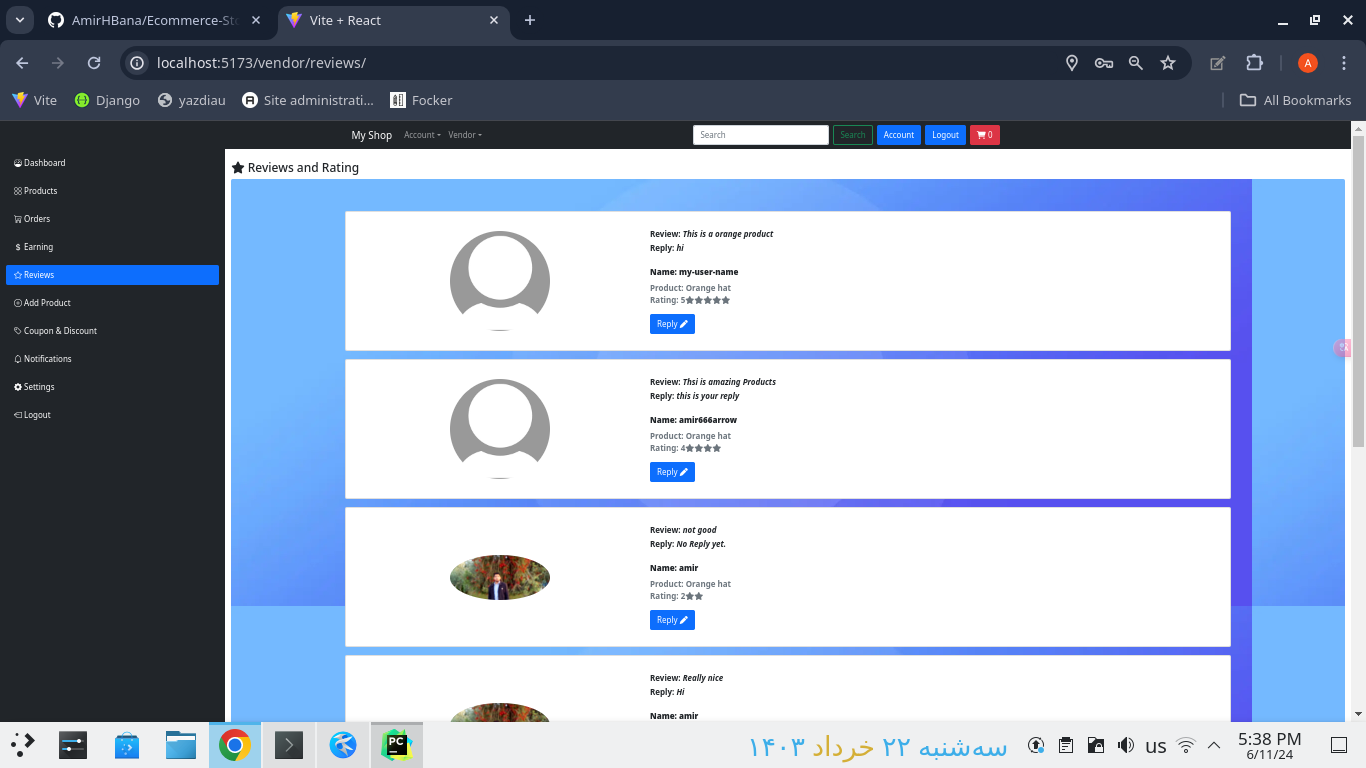 AmirHBana/Ecommerce-Sto
Vite + React
localhost:5173/vendor/reviews/
A
Vite
Django
yazdiau
Site administrati...
Focker
All Bookmarks
My Shop
Account
Vendor
Search
Search
Account
Logout
0
Dashboard
Products
Orders
$ Earning
Reviews
Add Product
Coupon & Discount
Notifications
Settings
Logout
Reviews and Rating
Review: This is a orange product
Reply: hi
Name: my-user-name
Product: Orange hat
Rating: 5
Reply
Review: Thsi is amazing Products
Reply: this is your reply
Name: amir666arrow
Product: Orange hat
Rating: 4
Reply
Review: not good
Reply: No Reply yet.
Name: amir
Product: Orange hat
Rating: 2
Reply
Review: Really nice
Reply: Hi
Name: amir
PC
سه‌شنبه ۲۲ خرداد ۱۴۰۳
us
5:38 PM
6/11/24